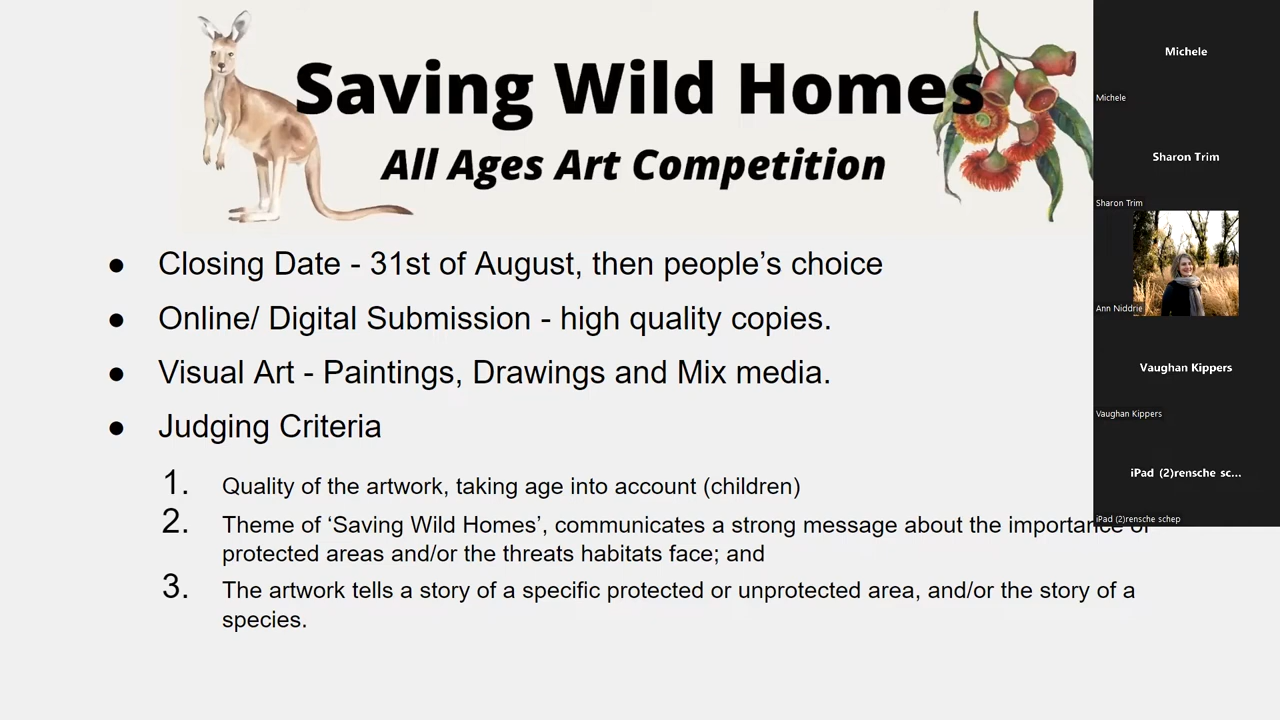 Saving Wild Homes
All Ages Art Competition
● Closing Date - 31st of August, then people’s choice
● Online/ Digital Submission - high quality copies.
● Visual Art - Paintings, Drawings and Mix media.
● Judging Criteria
1. Quality of the artwork, taking age into account (children)
2. Theme of ‘Saving Wild Homes’, communicates a strong message about the importance of
protected areas and/or the threats habitats face; and
3. The artwork tells a story of a specific protected or unprotected area, and/or the story of a
species.
Michele
Michele
Sharon Trim
Sharon Trim
Ann Niddrie
Vaughan Kippers
Vaughan Kippers
iPad (2)rensche sc...
iPad (2)rensche schep